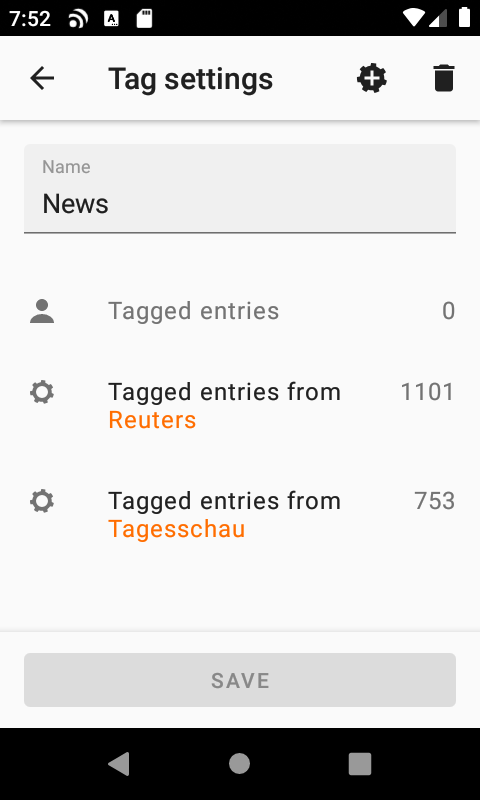 7:52
Tag settings
Name
News
Tagged entries 0
Tagged entries from 1101
Reuters
Tagged entries from 753
Tagesschau
SAVE